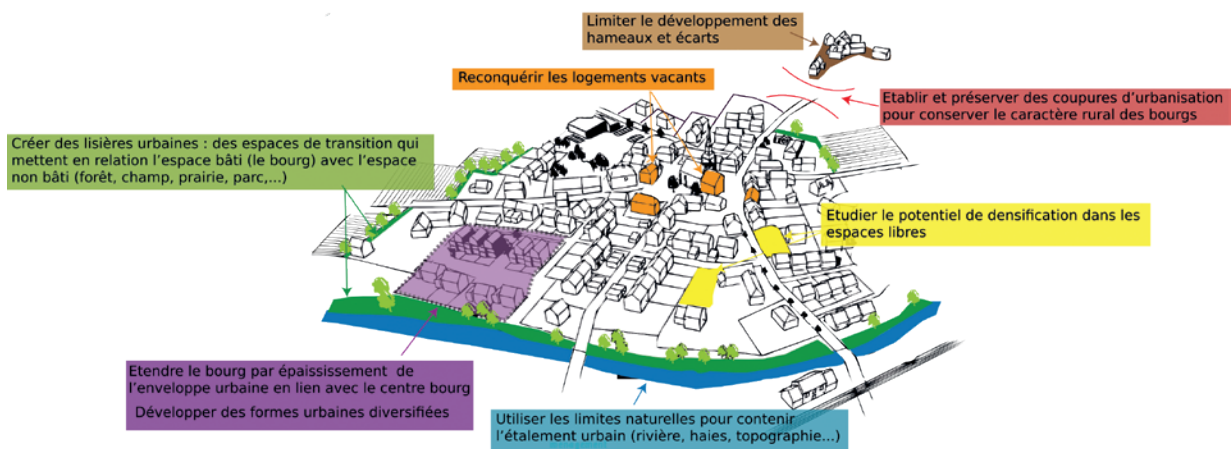 Limiter le développement des
hameaux et écarts
Reconquérir les logements vacants
Etablir et préserver des coupures d'urbanisation
pour conserver le caractère rural des bourgs
Créer des lisières urbaines : des espaces de transition qui
mettent en relation l'espace bâti (le bourg) avec l'espace
non bâti (forêt, champ, prairie, parc,...)
Etudier le potentiel de densification dans les
espaces libres
Etendre le bourg par épaississement de
l'enveloppe urbaine en lien avec le centre bourg
Développer des formes urbaines diversifiées
Utiliser les limites naturelles pour contenir
l'étalement urbain (rivière, haies, topographie...)